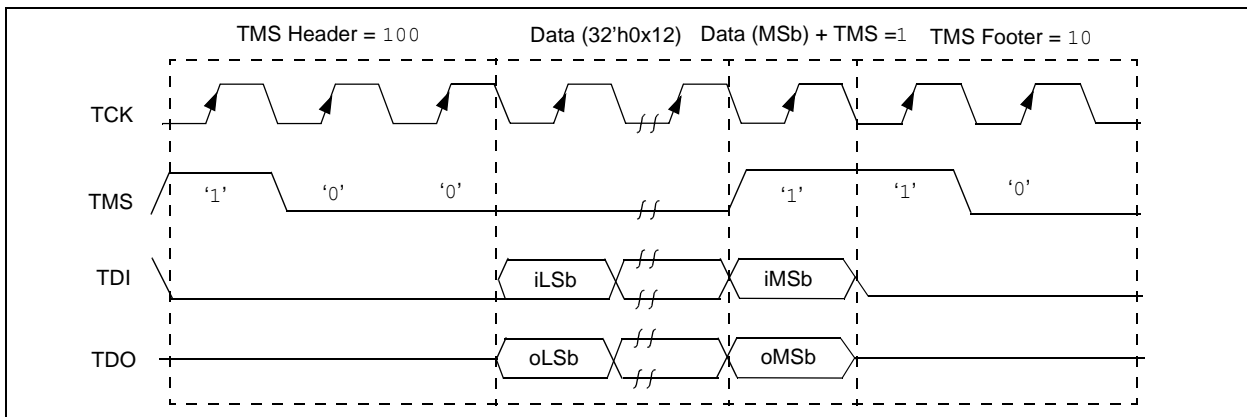 TMS Header = 100 Data (32'h0x12) Data (MSb) + TMS =1 TMS Footer = 10
TCK
TMS ‘1’ ‘0’ ‘0’ ‘1’ ‘1’ ‘0’
TDI iLSb iMSb
TDO oLSb oMSb